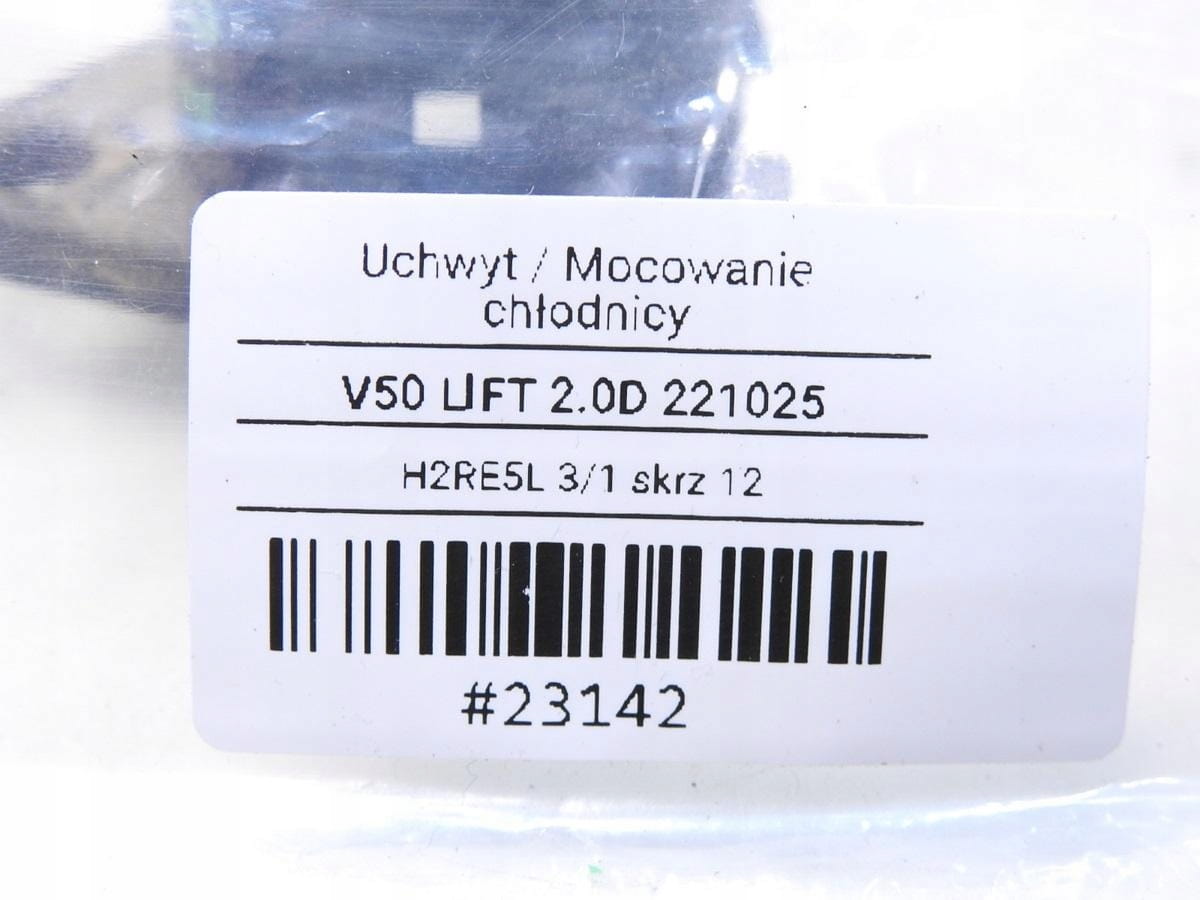 Uchwyt / Mocowanie
chłodnicy
V50 LIFT 2.0D 221025
H2RE5L 3/1 skrz 12
#23142